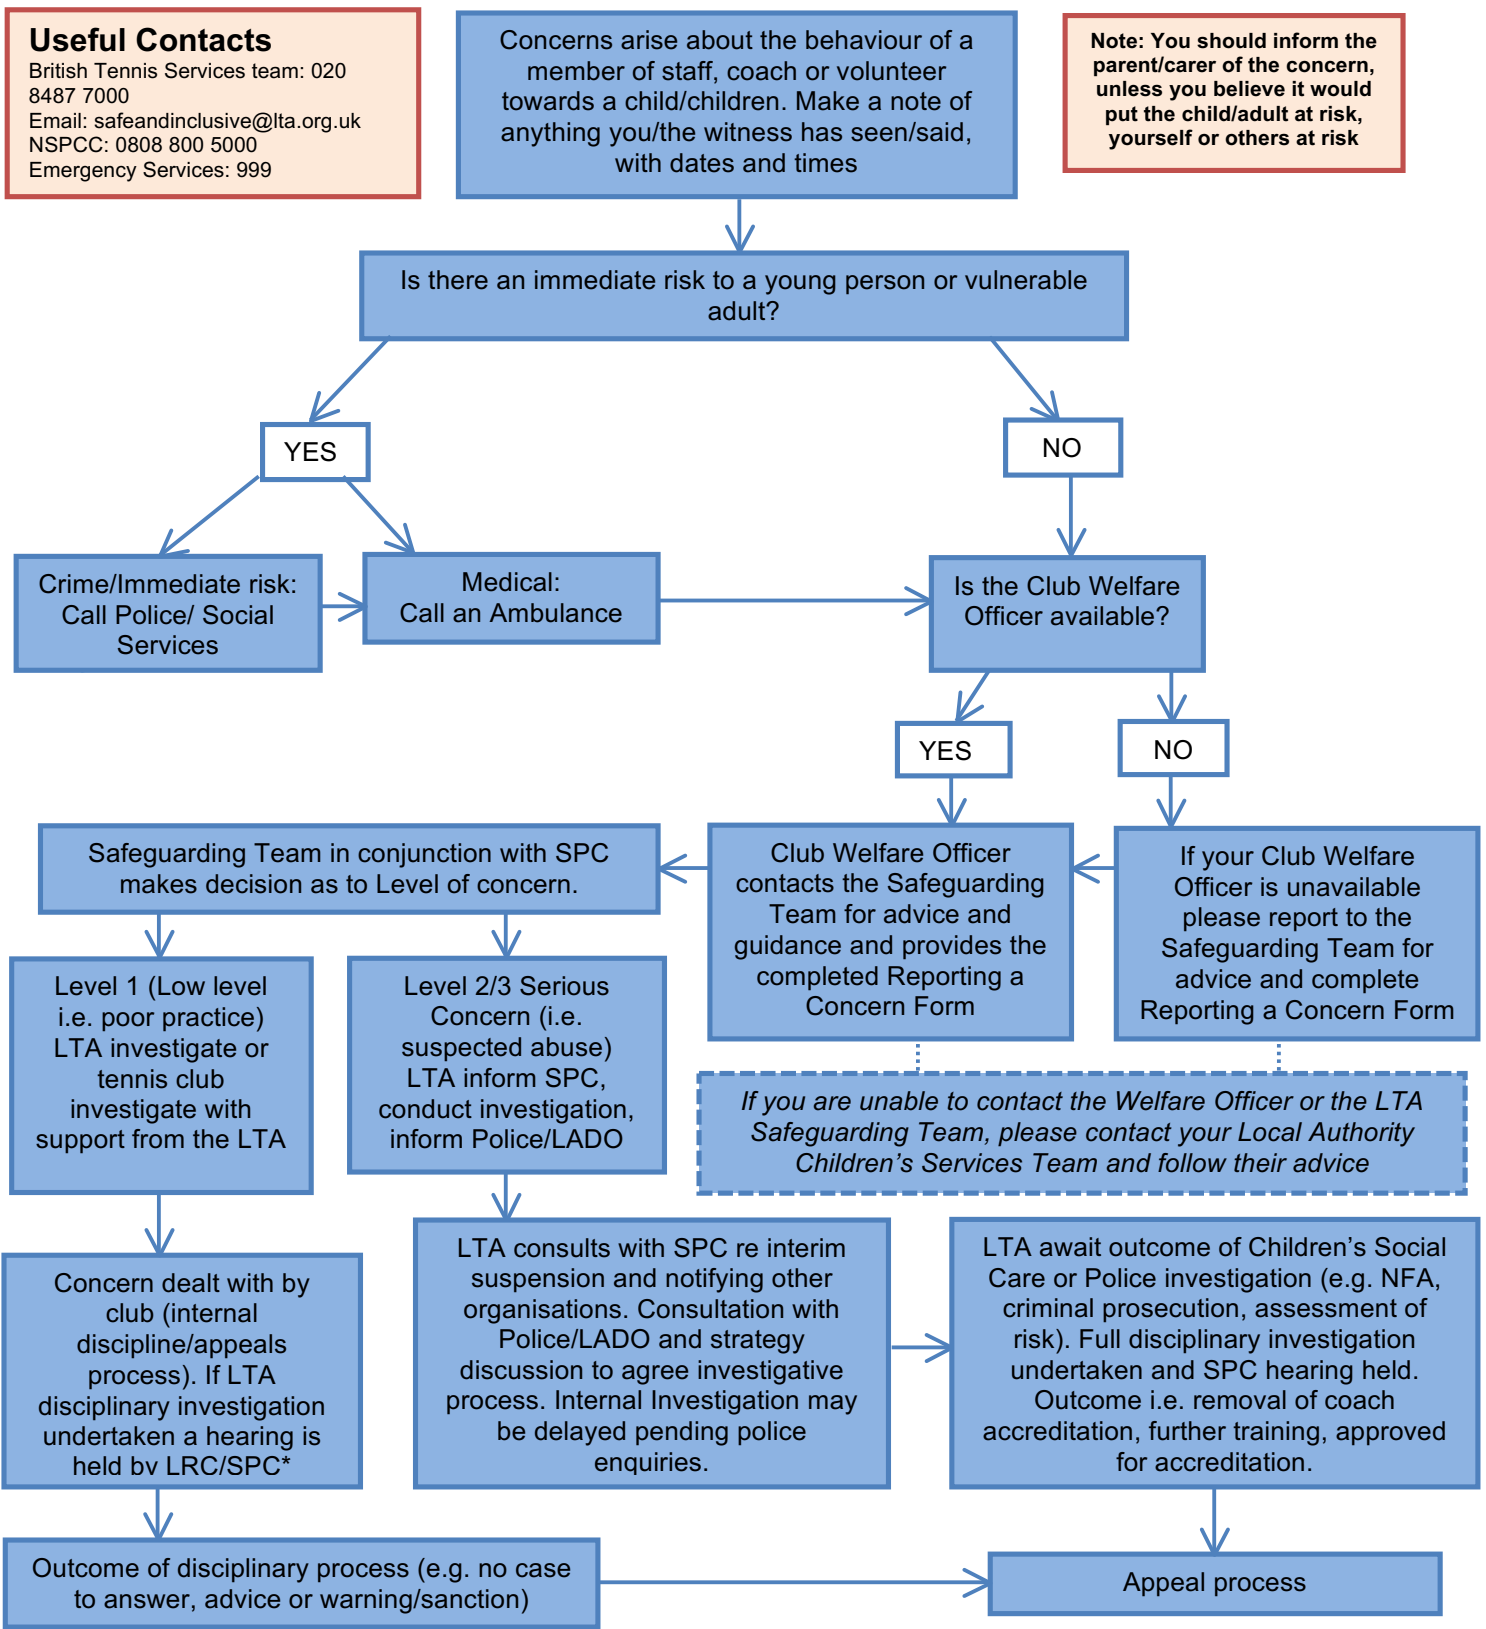 Useful Contacts
British Tennis Services team: 020
8487 7000
Email: safeandinclusive@lta.org.uk
NSPCC: 0808 800 5000
Emergency Services: 999
Concerns arise about the behaviour of a
member of staff, coach or volunteer
towards a child/children. Make a note of
anything you/the witness has seen/said,
with dates and times
Note: You should inform the
parent/carer of the concern,
unless you believe it would
put the child/adult at risk,
yourself or others at risk
Is there an immediate risk to a young person or vulnerable
adult?
YES
NO
Crime/Immediate risk:
Call Police/ Social
Services
Medical:
Call an Ambulance
Is the Club Welfare
Officer available?
YES
NO
Safeguarding Team in conjunction with SPC
makes decision as to Level of concern.
Club Welfare Officer
contacts the Safeguarding
Team for advice and
guidance and provides the
completed Reporting a
Concern Form
If your Club Welfare
Officer is unavailable
please report to the
Safeguarding Team for
advice and complete
Reporting a Concern Form
Level 1 (Low level
i.e. poor practice)
LTA investigate or
tennis club
investigate with
support from the LTA
Level 2/3 Serious
Concern (i.e.
suspected abuse)
LTA inform SPC,
conduct investigation,
inform Police/LADO
If you are unable to contact the Welfare Officer or the LTA
Safeguarding Team, please contact your Local Authority
Children’s Services Team and follow their advice
Concern dealt with by
club (internal
discipline/appeals
process). If LTA
disciplinary investigation
undertaken a hearing is
held by LRC/SPC*
LTA consults with SPC re interim
suspension and notifying other
organisations. Consultation with
Police/LADO and strategy
discussion to agree investigative
process. Internal Investigation may
be delayed pending police
enquiries.
LTA await outcome of Children’s Social
Care or Police investigation (e.g. NFA,
criminal prosecution, assessment of
risk). Full disciplinary investigation
undertaken and SPC hearing held.
Outcome i.e. removal of coach
accreditation, further training, approved
for accreditation.
Outcome of disciplinary process (e.g. no case
to answer, advice or warning/sanction)
Appeal process